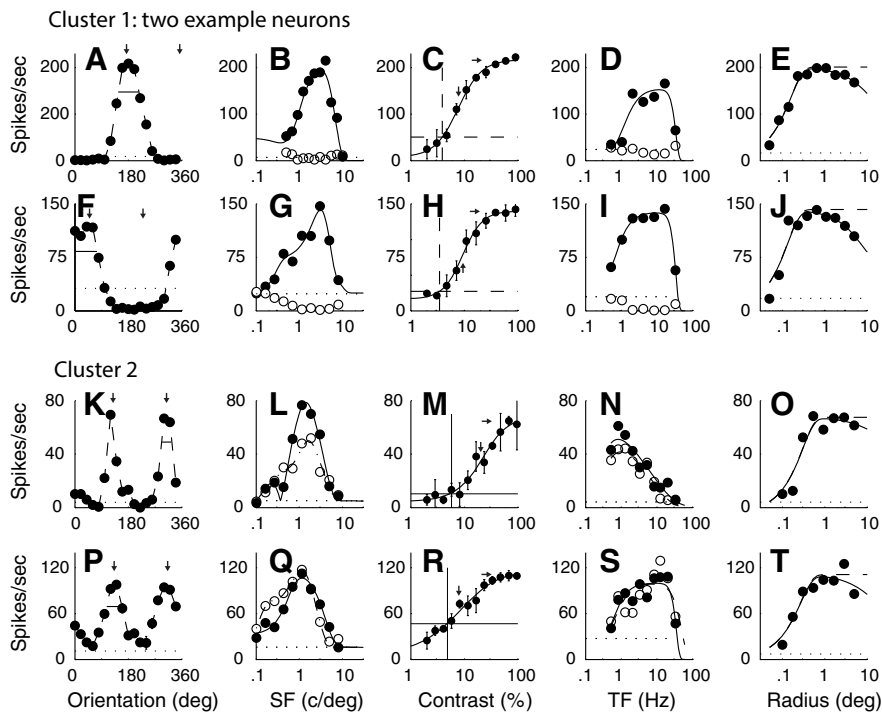 Cluster 1: two example neurons
A B C D E
Spikes/sec
200
100
0
0 180 360
200
100
0
.1 1 10
200
100
0
1 10 100
200
100
0
1 10 100
200
100
0
.1 1 10
F G H I J
Spikes/sec
150
75
0
0 180 360
150
75
0
.1 1 10
150
75
0
1 10 100
150
75
0
1 10 100
150
75
0
.1 1 10
Cluster 2
K L M N O
Spikes/sec
80
40
0
0 180 360
80
40
0
.1 1 10
80
40
0
1 10 100
80
40
0
1 10 100
80
40
0
.1 1 10
P Q R S T
Spikes/sec
120
60
0
0 180 360
120
60
0
.1 1 10
120
60
0
1 10 100
120
60
0
1 10 100
120
60
0
.1 1 10
Orientation (deg) SF (c/deg) Contrast (%) TF (Hz) Radius (deg)